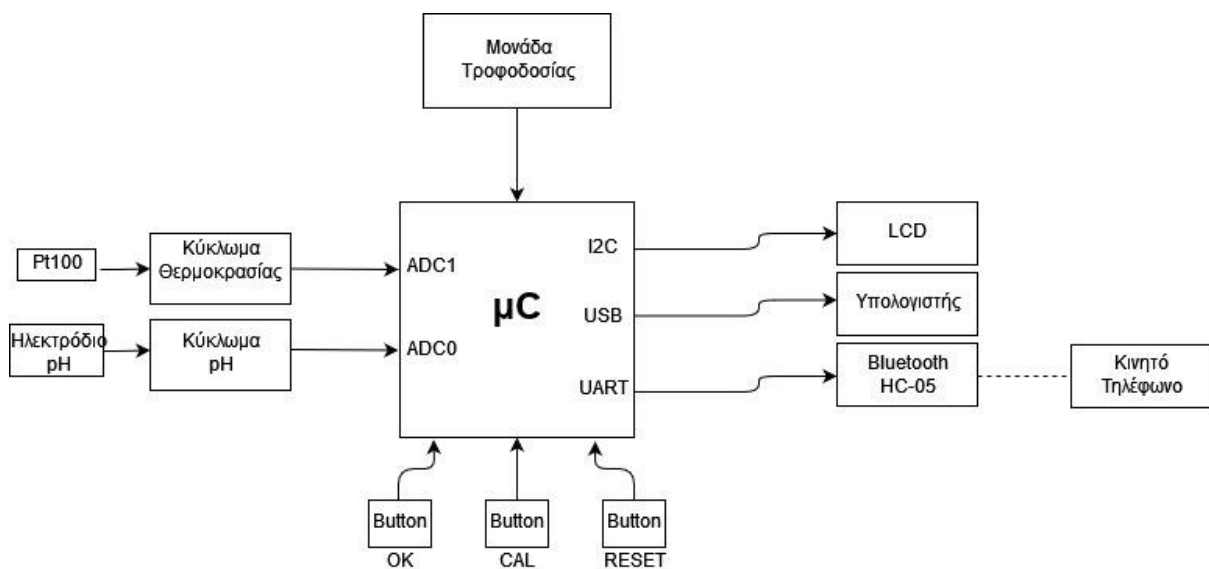 Μονάδα
Τροφοδοσίας
Pt100
Κύκλωμα
Θερμοκρασίας
ADC1
Ηλεκτρόδιο
pH
Κύκλωμα
pH
ADC0
μC
I2C
USB
UART
LCD
Υπολογιστής
Bluetooth
HC-05
Κινητό
Τηλέφωνο
Button
OK
Button
CAL
Button
RESET